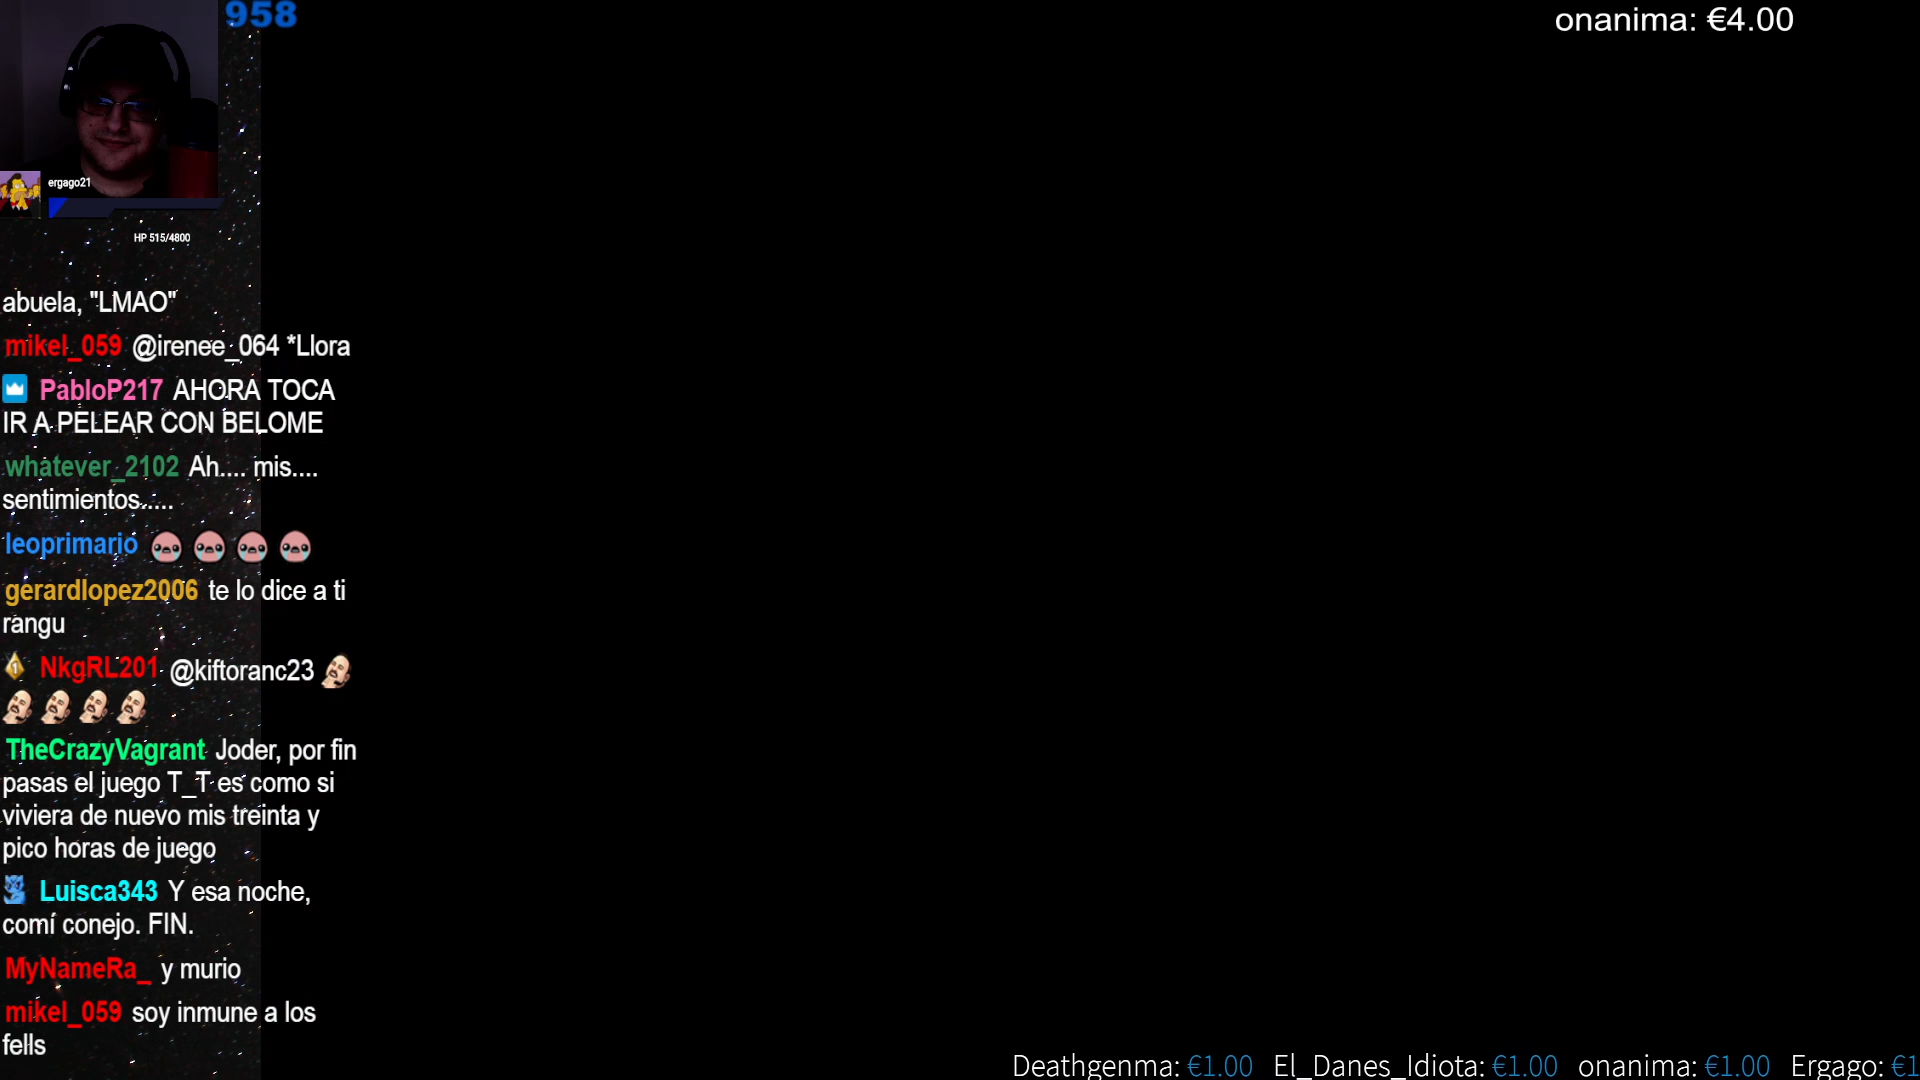 958
onanima: €4.00
ergago21
HP 515/4800
abuela, "LMAO"
mikel_059 @irenee_064 *Llora
PabloP217 AHORA TOCA
IR A PELEAR CON BELOME
whatever_2102 Ah.... mis....
sentimientos.....
leoprimario
gerardlopez2006 te lo dice a ti
rangu
NkgRL201 @kiftoranc23
TheCrazyVagrant Joder, por fin
pasas el juego T_T es como si
viviera de nuevo mis treinta y
pico horas de juego
Luisca343 Y esa noche,
comí conejo. FIN.
MyNameRa_ y murio
mikel_059 soy inmune a los
fells
Deathgenma: €1.00 El_Danes_Idiota: €1.00 onanima: €1.00 Ergago: €1